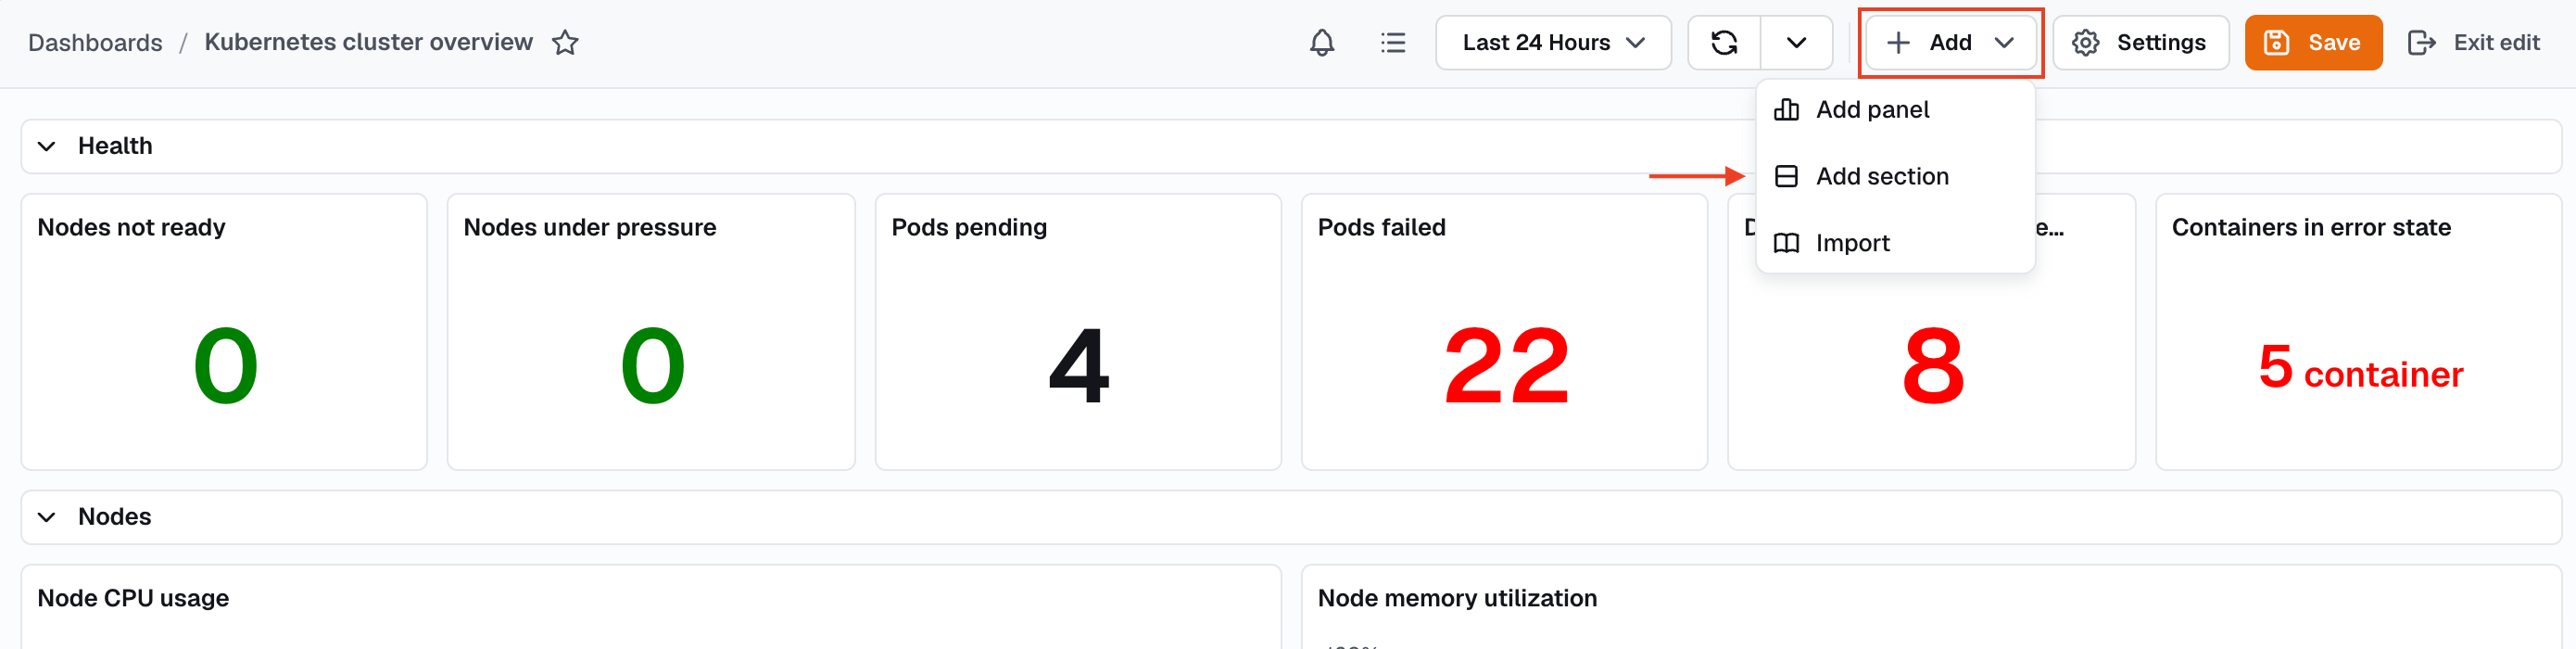 Dashboards / Kubernetes cluster overview
Last 24 Hours
Add
Settings
Save
Exit edit
Add panel
Add section
Import
Health
Nodes not ready
0
Nodes under pressure
0
Pods pending
4
Pods failed
22
8
Containers in error state
5 container
Nodes
Node CPU usage
Node memory utilization